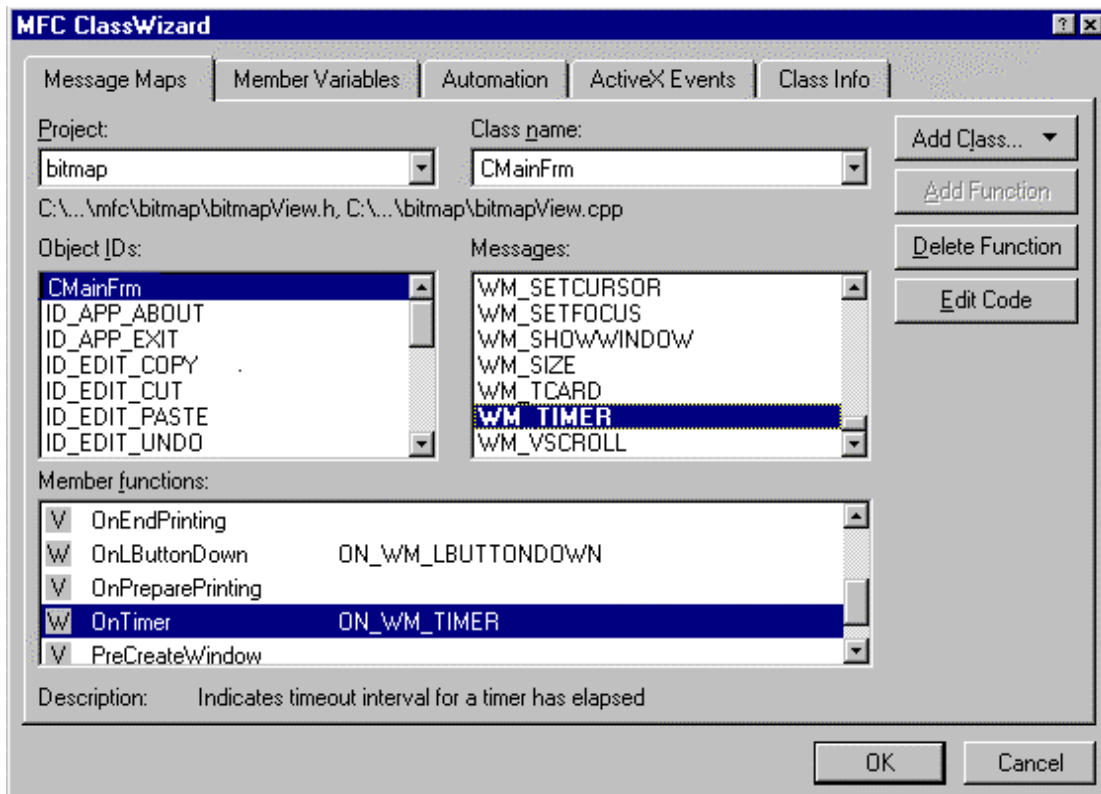 MFC ClassWizard
Message Maps Member Variables Automation ActiveX Events Class Info
Project: Class name:
Add Class...
bitmap CMainFrm
Add Function
C:\...\mfc\bitmap\bitmapView.h, C:\...\bitmap\bitmapView.cpp
Object IDs: Messages:
Delete Function
CMainFrm WM_SETCURSOR
Edit Code
ID_APP_ABOUT WM_SETFOCUS
ID_APP_EXIT WM_SHOWWINDOW
ID_EDIT_COPY WM_SIZE
ID_EDIT_CUT WM_TCARD
ID_EDIT_PASTE WM_TIMER
ID_EDIT_UNDO WM_VSCROLL
Member functions:
V OnEndPrinting
W OnLButtonDown ON_WM_LBUTTONDOWN
V OnPreparePrinting
W OnTimer ON_WM_TIMER
V PreCreateWindow
Description: Indicates timeout interval for a timer has elapsed
OK Cancel